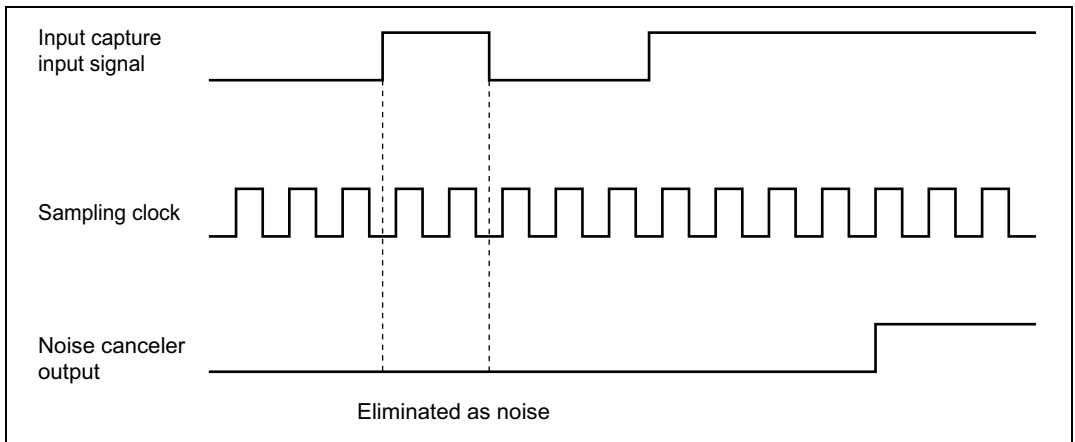 Input capture
input signal
Sampling clock
Noise canceler
output
Eliminated as noise